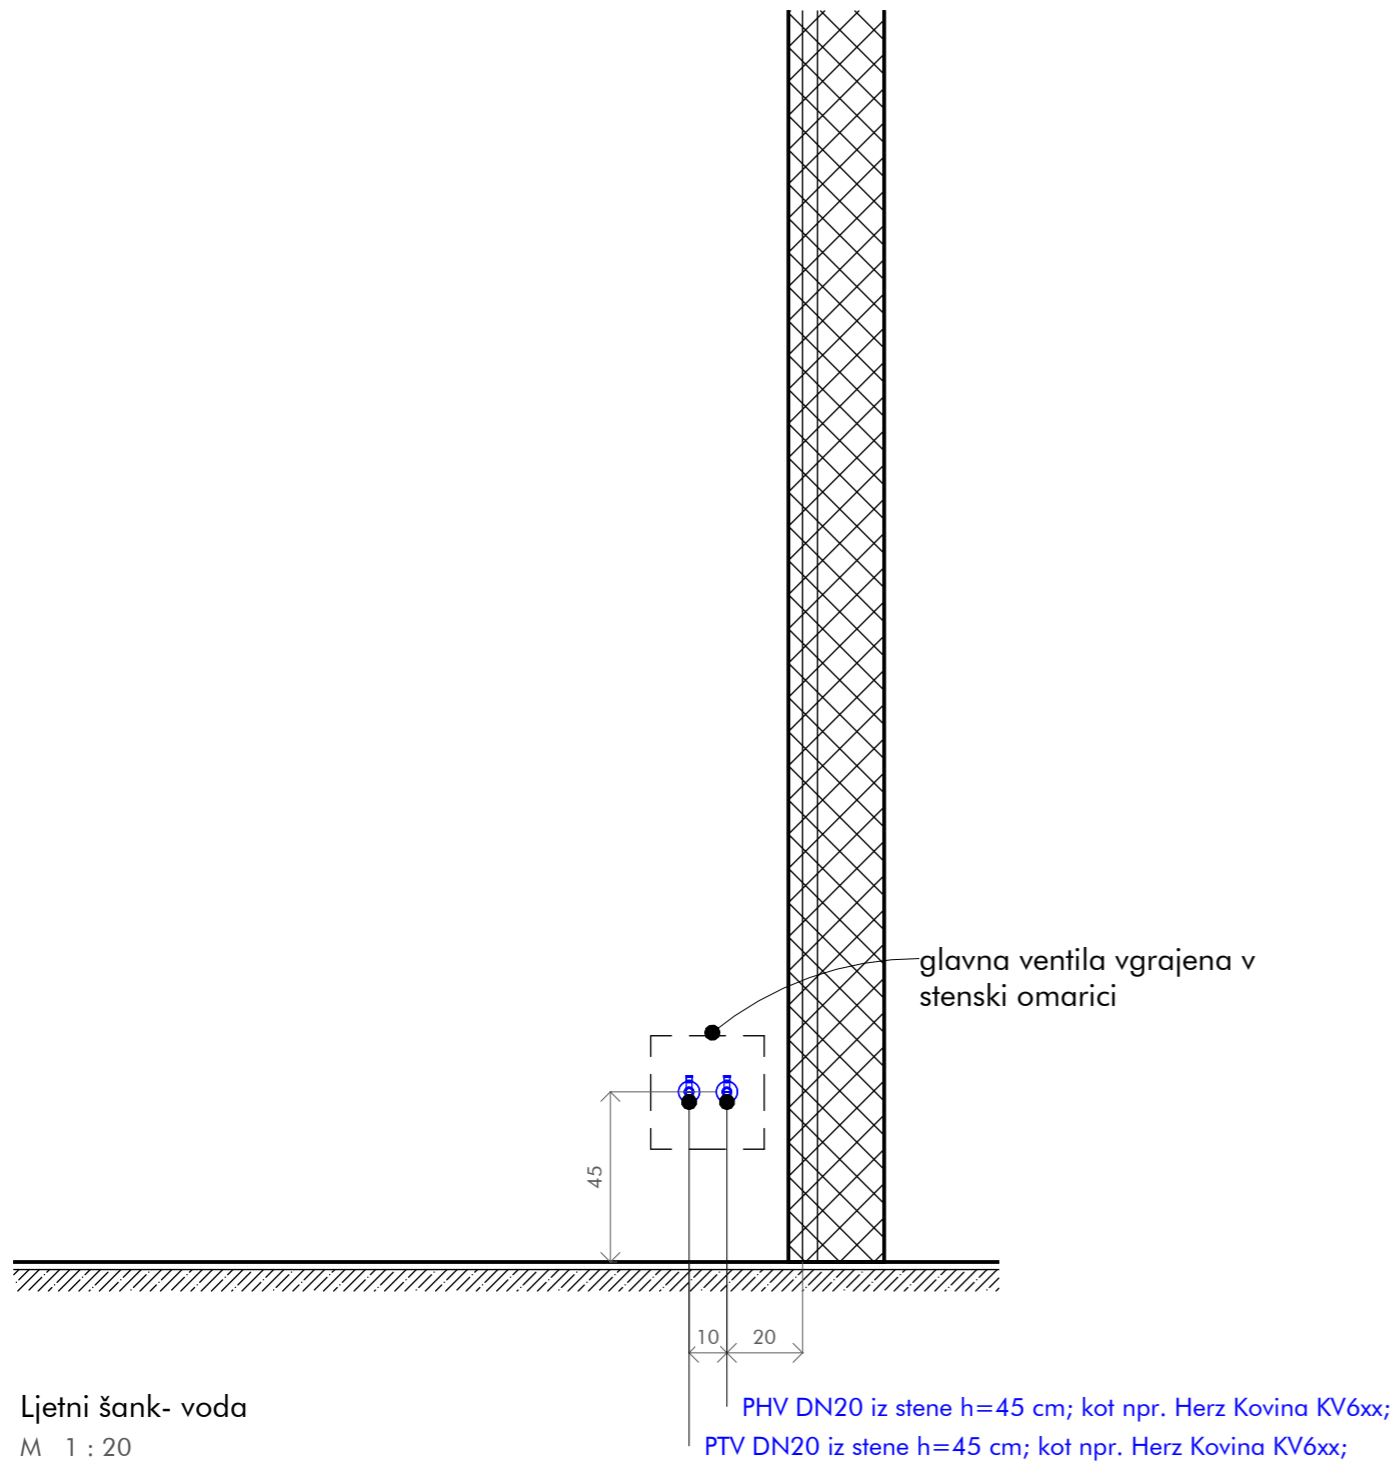 glavna ventila vgrajena v
stenski omarici
45
10
20
Ljetni šank- voda
M 1 : 20
PHV DN20 iz stene h=45 cm; kot npr. Herz Kovina KV6xx;
PTV DN20 iz stene h=45 cm; kot npr. Herz Kovina KV6xx;